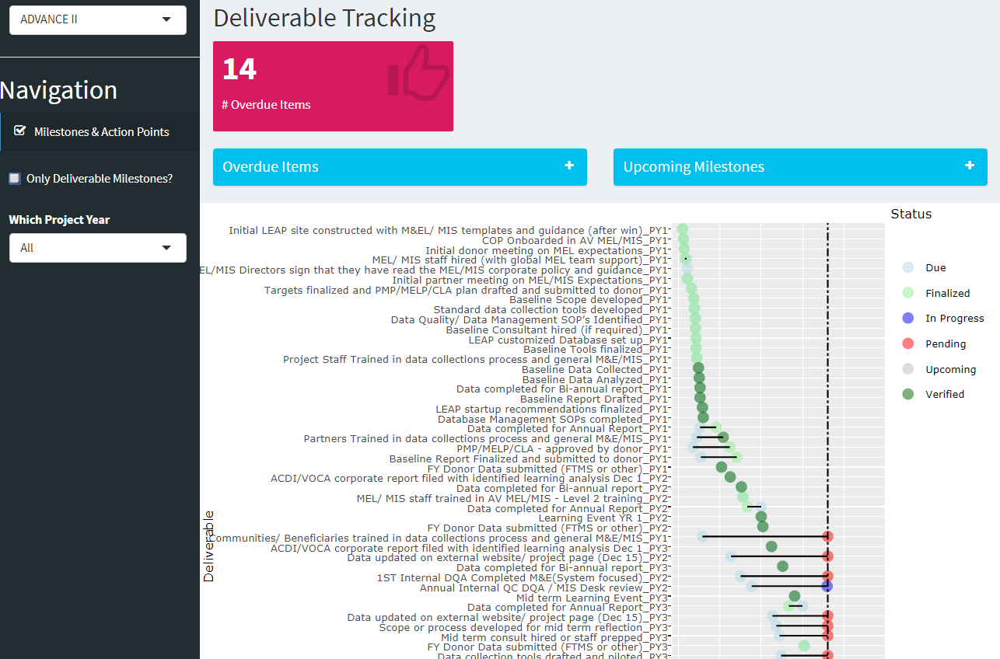 ADVANCE II
Navigation
Milestones & Action Points
Only Deliverable Milestones?
Which Project Year
All
Deliverable Tracking
14
# Overdue Items
Overdue Items
Upcoming Milestones
Status
Due
Finalized
In Progress
Pending
Upcoming
Verified
Deliverable
Initial LEAP site constructed with M&EL/ MIS templates and guidance (after win)_PY1
COP Onboarded in AV MEL/MIS_PY1
Initial donor meeting on MEL expectations_PY1
MEL/ MIS staff hired (with global MEL team support)_PY1
EL/MIS Directors sign that they have read the MEL/MIS corporate policy and guidance_PY1
Initial partner meeting on MEL/MIS Expectations_PY1
Targets finalized and PMP/MELP/CLA plan drafted and submitted to donor_PY1
Baseline Scope developed_PY1
Standard data collection tools developed_PY1
Data Quality/ Data Management SOP’s Identified_PY1
Baseline Consultant hired (if required)_PY1
LEAP customized Database set up_PY1
Baseline Tools finalized_PY1
Project Staff Trained in data collections process and general M&E/MIS_PY1
Baseline Data Collected_PY1
Baseline Data Analyzed_PY1
Data completed for Bi-annual report_PY1
Baseline Report Drafted_PY1
LEAP startup recommendations finalized_PY1
Database Management SOPs completed_PY1
Data completed for Annual Report_PY1
Partners Trained in data collections process and general M&E/MIS_PY1
PMP/MELP/CLA - approved by donor_PY1
Baseline Report Finalized and submitted to donor_PY1
FY Donor Data submitted (FTMS or other)_PY1
ACDI/VOCA corporate report filed with identified learning analysis Dec 1_PY2
Data completed for Bi-annual report_PY2
MEL/ MIS staff trained in AV MEL/MIS - Level 2 training_PY2
Data completed for Annual Report_PY2
Learning Event YR 1_PY2
FY Donor Data submitted (FTMS or other)_PY2
Communities/ Beneficiaries trained in data collections process and general M&E/MIS_PY1
ACDI/VOCA corporate report filed with identified learning analysis Dec 1_PY3
Data updated on external website/ project page (Dec 15)_PY2
Data completed for Bi-annual report_PY3
1ST Internal DQA Completed M&E(System focused)_PY2
Annual Internal QC DQA / MIS Desk review_PY2
Mid term Learning Event_PY3
Data completed for Annual Report_PY3
Data updated on external website/ project page (Dec 15)_PY3
Scope or process developed for mid term reflection_PY3
Mid term consult hired or staff prepped_PY3
FY Donor Data submitted (FTMS or other)_PY3
Data collection tools drafted and piloted_PY3